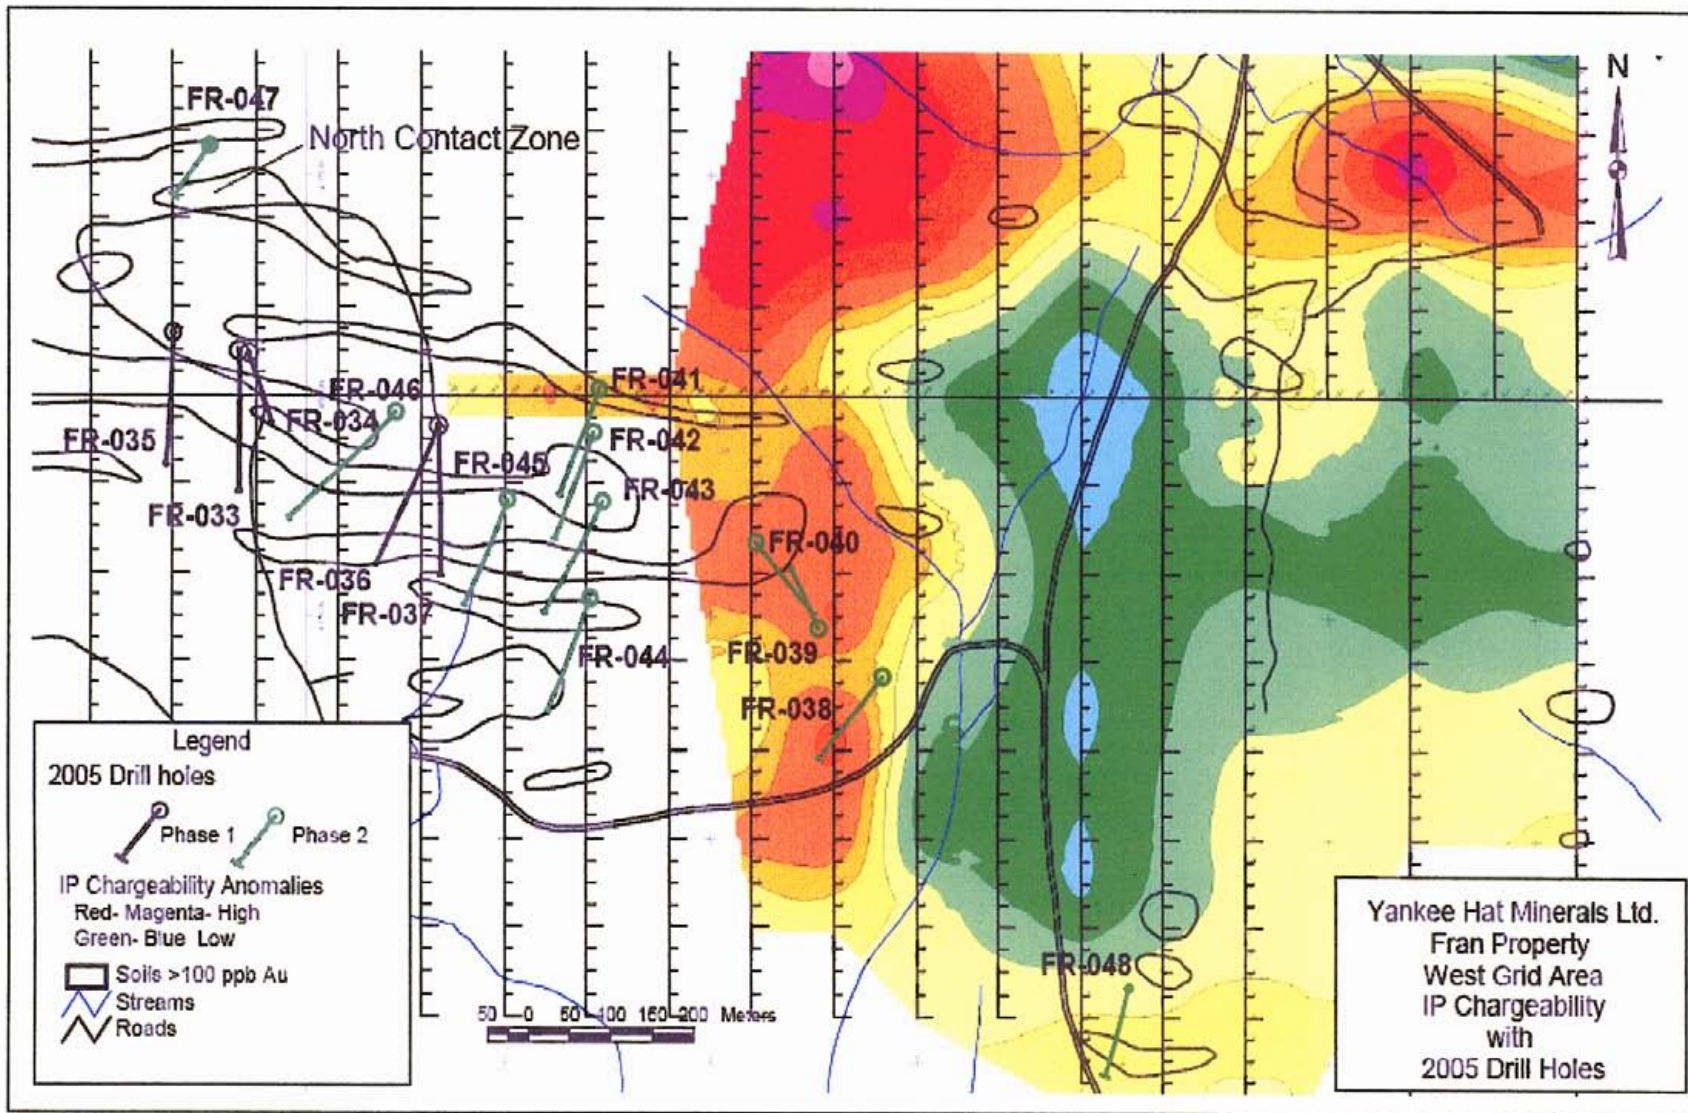 N
FR-047
North Contact Zone
FR-041
FR-046
FR-034
FR-042
FR-035
FR-045
FR-043
FR-033
FR-040
FR-036
FR-037
FR-044
FR-039
FR-038
FR-048
Legend
2005 Drill holes
Phase 1
Phase 2
IP Chargeability Anomalies
Red- Magenta- High
Green- Blue Low
Soils >100 ppb Au
Streams
Roads
50 0 50 100 150 200 Meters
Yankee Hat Minerals Ltd.
Fran Property
West Grid Area
IP Chargeability
with
2005 Drill Holes